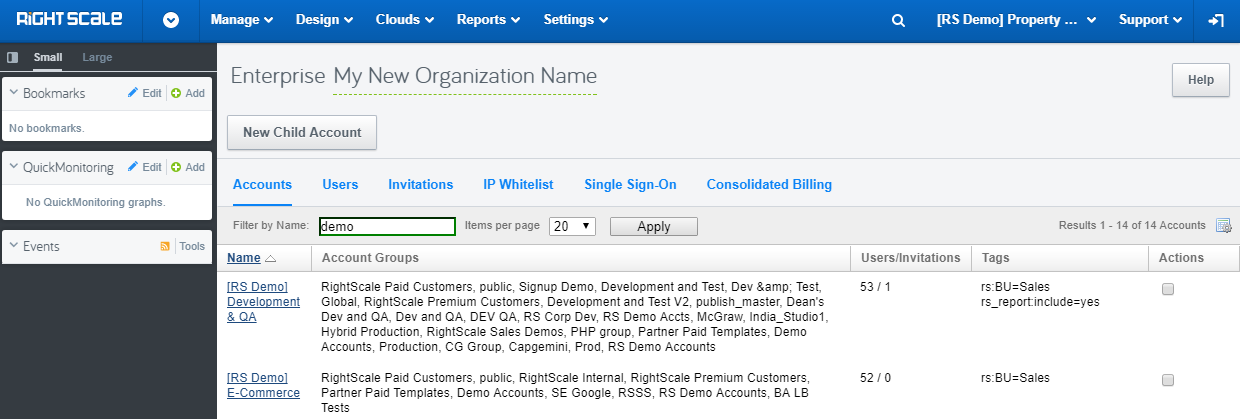 RIGHT SCALE Manage Design Clouds Reports Settings [RS Demo] Property ... Support
Small Large
Bookmarks Edit Add
No bookmarks.
QuickMonitoring Edit Add
No QuickMonitoring graphs.
Events Tools
Enterprise My New Organization Name
Help
New Child Account
Accounts Users Invitations IP Whitelist Single Sign-On Consolidated Billing
Filter by Name: demo Items per page 20 Apply Results 1 - 14 of 14 Accounts
Name Account Groups Users/Invitations Tags Actions
[RS Demo]
Development
& QA
RightScale Paid Customers, public, Signup Demo, Development and Test, Dev &amp; Test,
Global, RightScale Premium Customers, Development and Test V2, publish_master, Dean's
Dev and QA, Dev and QA, DEV QA, RS Corp Dev, RS Demo Accts, McGraw, India_Studio1,
Hybrid Production, RightScale Sales Demos, PHP group, Partner Paid Templates, Demo
Accounts, Production, CG Group, Capgemini, Prod, RS Demo Accounts
53 / 1
rs:BU=Sales
rs_report:include=yes
[RS Demo]
E-Commerce
RightScale Paid Customers, public, RightScale Internal, RightScale Premium Customers,
Partner Paid Templates, Demo Accounts, SE Google, RSSS, RS Demo Accounts, BA LB
Tests
52 / 0
rs:BU=Sales